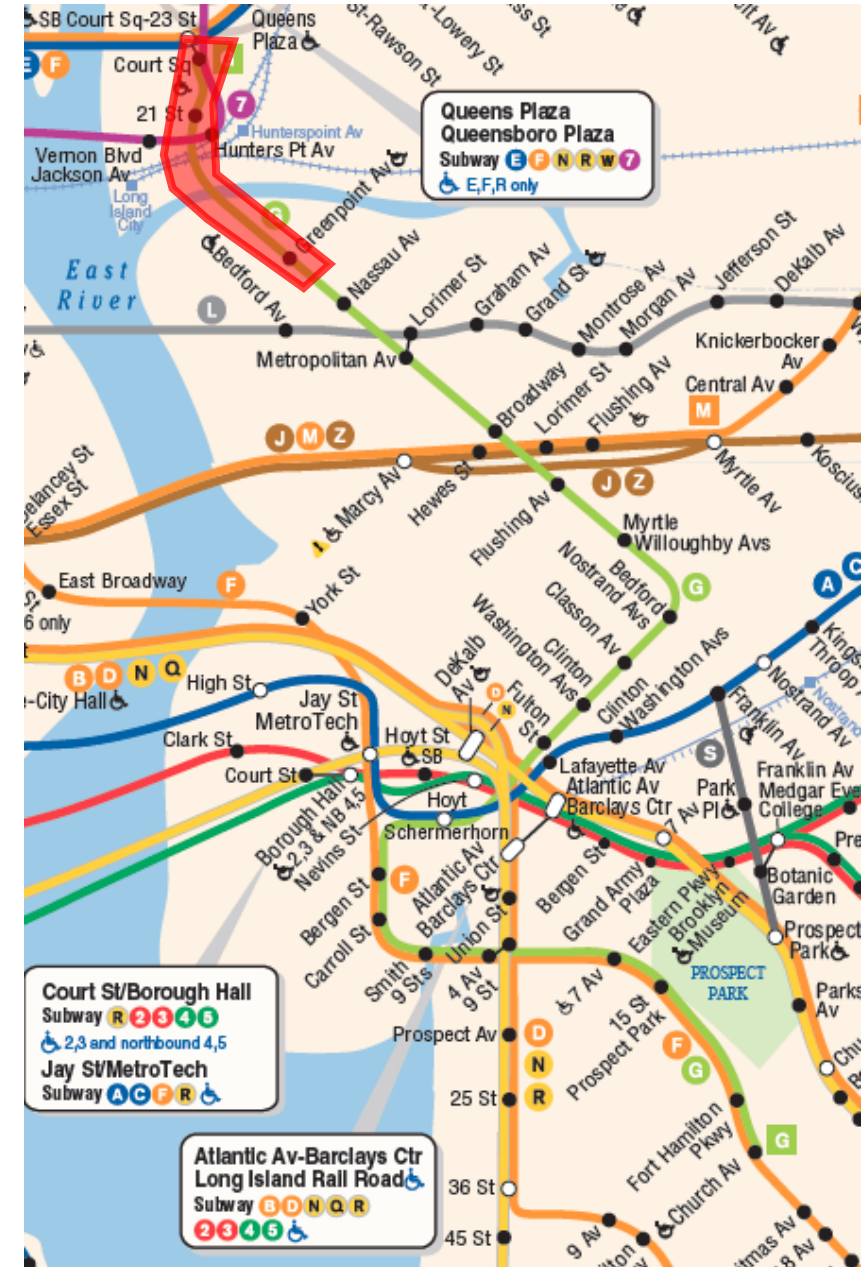 SB Court Sq-23 St
Queens
Plaza
St-Rawson St
-Lowery St
E F
Court Sq
21 St
7
Hunterspoint Av
Hunters Pt Av
Vernon Blvd
Jackson Av
Long
Island
City
Queens Plaza
Queensboro Plaza
Subway E F N R W 7
E,F,R only
Greenpoint Av
East
River
Bedford Av
Nassau Av
L
Lorimer St
Graham Av
Grand St
Montrose Av
Morgan Av
Jefferson St
DeKalb Av
Metropolitan Av
Knickerbocker
Av
Central Av
Broadway
Lorimer St
Flushing Av
M
J M Z
Marcy Av
Hewes St
J Z
Myrtle Av
Essex St
Flushing Av
Myrtle
Willoughby Avs
East Broadway
F
York St
6 only
Bedford
Nostrand Avs
G
Classon Av
Clinton
Washington Avs
A C
B D N Q
-City Hall
High St
Jay St
MetroTech
DeKalb
Av
D
N
Fulton
St
Clinton
Washington Avs
Franklin Av
Nostrand Av
Clark St
Hoyt St
SB
Court St
Lafayette Av
Atlantic Av
Barclays Ctr
S
Park
Pl
Franklin Av
Medgar Eve
College
Borough Hall
2,3 & NB 4,5
Nevins St
Hoyt
Schermerhorn
7 Av
Bergen St
F
Carroll St
Atlantic Av
Barclays Ctr
Union St
Bergen St
Grand Army
Plaza
Eastern Pkwy
Brooklyn
Museum
Botanic
Garden
Smith
9 Sts
4 Av
9 St
7 Av
15 St
Prospect Park
PROSPECT
PARK
Prospect
Park
Parks
Av
Court St/Borough Hall
Subway R 2 3 4 5
2,3 and northbound 4,5
Jay St/MetroTech
Subway A C F R
Prospect Av
D
N
R
F
G
25 St
Fort Hamilton
Pkwy
G
Church Av
Atlantic Av-Barclays Ctr
Long Island Rail Road
Subway B D N Q R
2 3 4 5
36 St
45 St
9 Av